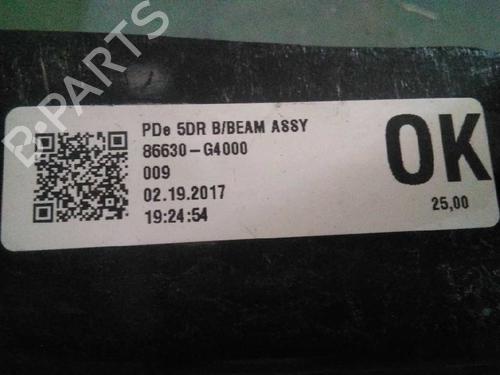 PDe 5DR B/BEAM ASSY
86630-G4000
009
02.19.2017
19:24:54
OK
25,00
B-PARTS